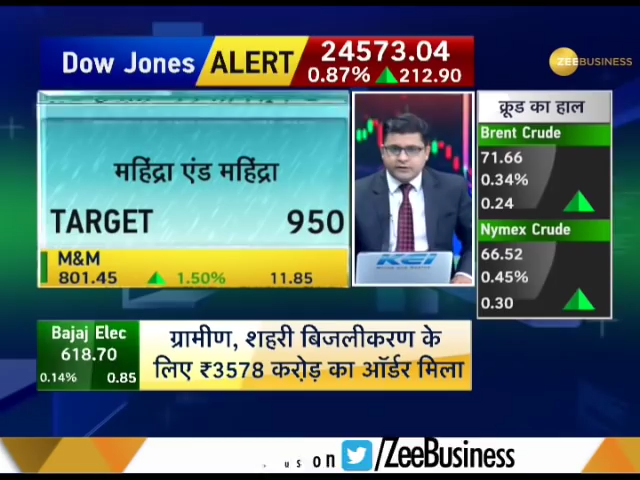 Dow Jones ALERT 24573.04
0.87% 212.90
ZEEBUSINESS
महिंद्रा एंड महिंद्रा
TARGET 950
M&M
801.45 1.50% 11.85
KEI
क्रूड का हाल
Brent Crude
71.66
0.34%
0.24
Nymex Crude
66.52
0.45%
0.30
Bajaj Elec
618.70
0.14% 0.85
ग्रामीण, शहरी बिजलीकरण के
लिए ₹3578 करोड़ का ऑर्डर मिला
us on /ZeeBusiness